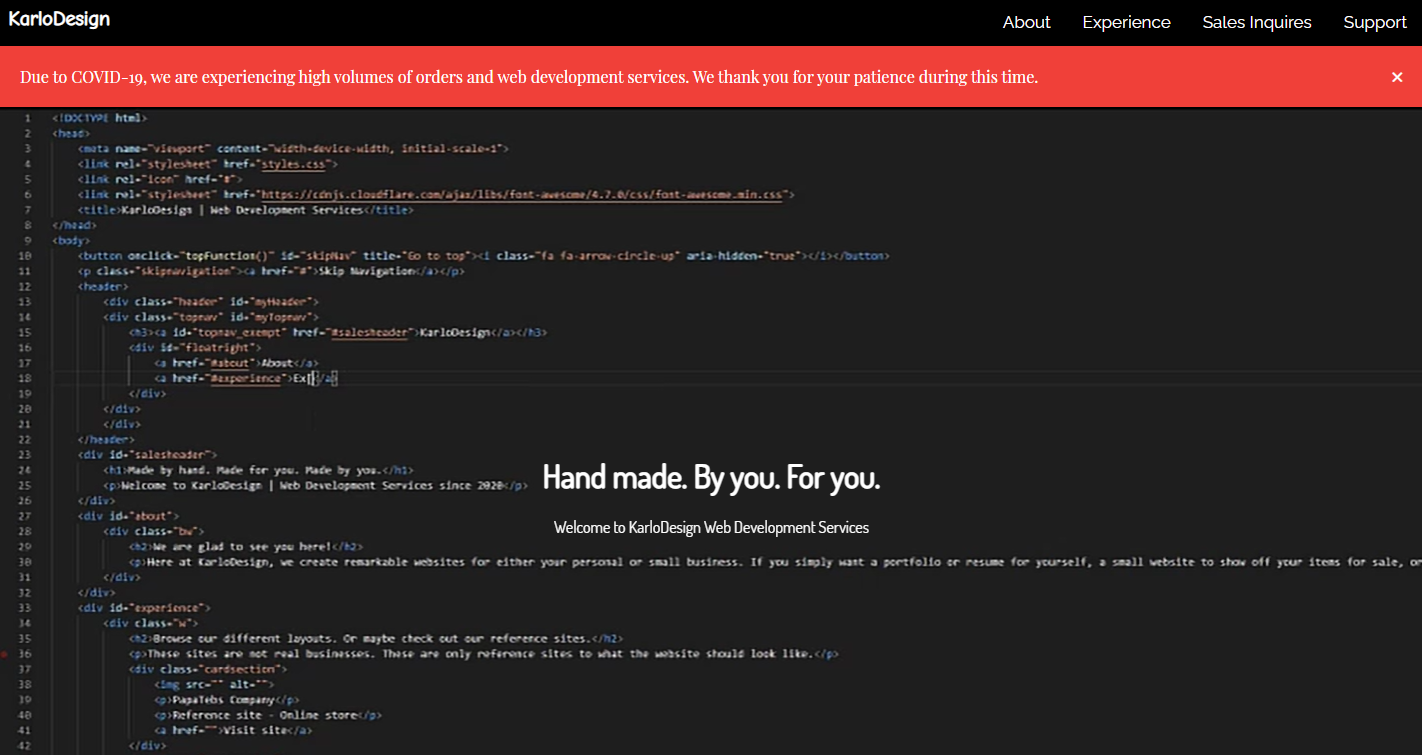 KarloDesign
About Experience Sales Inquires Support
Due to COVID-19, we are experiencing high volumes of orders and web development services. We thank you for your patience during this time. ×
1 <!DOCTYPE html>
2 <head>
3 <meta name="viewport" content="width=device-width, initial-scale=1">
4 <link rel="stylesheet" href="styles.css">
5 <link rel="icon" href="#">
6 <link rel="stylesheet" href="https://cdnjs.cloudflare.com/ajax/libs/font-awesome/4.7.0/css/font-awesome.min.css">
7 <title>KarloDesign | Web Development Services</title>
8 </head>
9 <body>
10 <button onclick="topFunction()" id="skipNav" title="Go to top"><i class="fa fa-arrow-circle-up" aria-hidden="true"></i></button>
11 <p class="skipnavigation"><a href="#">Skip Navigation</a></p>
12 <header>
13 <div class="header" id="myHeader">
14 <div class="topnav" id="myTopnav">
15 <h3><a id="topnav_exempt" href="#salesheader">KarloDesign</a></h3>
16 <div id="floatright">
17 <a href="#about">About</a>
18 <a href="#experience">Ex</a>
19 </div>
20 </div>
21 </div>
22 </header>
23 <div id="salesheader">
24 <h1>Made by hand. Made for you. Made by you.</h1>
25 <p>Welcome to KarloDesign | Web Development Services since 2020</p>
26 </div>
27 <div id="about">
28 <div class="bw">
29 <h2>We are glad to see you here!</h2>
30 <p>Here at KarloDesign, we create remarkable websites for either your personal or small business. If you simply want a portfolio or resume for yourself, a small website to show off your items for sale, or
31 </div>
32 </div>
33 <div id="experience">
34 <div class="w">
35 <h2>Browse our different layouts. Or maybe check out our reference sites.</h2>
36 <p>These sites are not real businesses. These are only reference sites to what the website should look like.</p>
37 <div class="cardsection">
38 <img src="" alt="">
39 <p>PapaTebs Company</p>
40 <p>Reference site - Online store</p>
41 <a href="">Visit site</a>
42 </div>
Hand made. By you. For you.
Welcome to KarloDesign Web Development Services